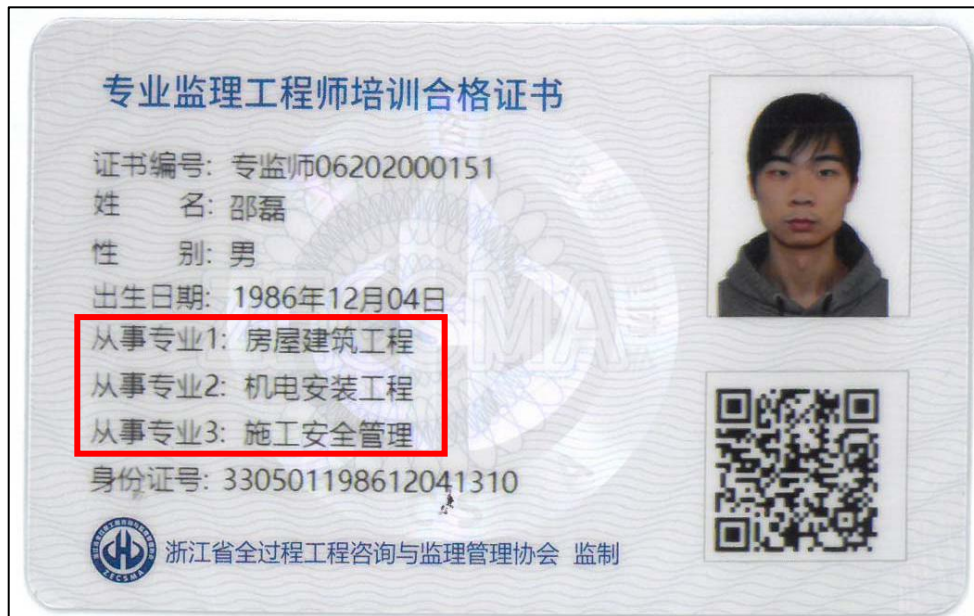 专业监理工程师培训合格证书
证书编号: 专监师06202000151
姓 名: 邵磊
性 别: 男
出生日期: 1986年12月04日
从事专业1: 房屋建筑工程
从事专业2: 机电安装工程
从事专业3: 施工安全管理
身份证号: 330501198612041310
浙江省全过程工程咨询与监理管理协会 监制
ZECSMA